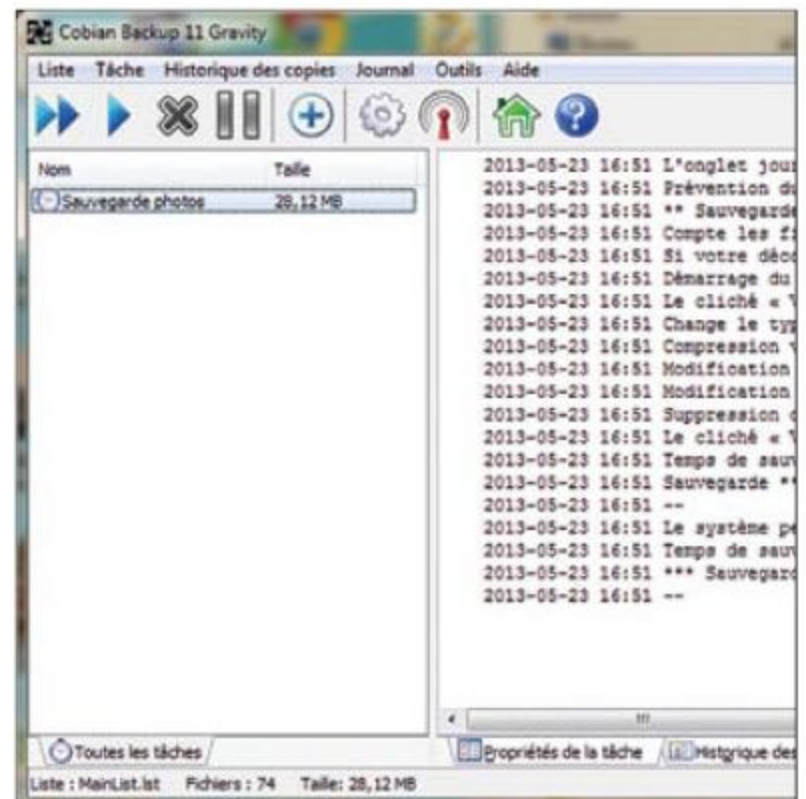 Cobian Backup 11 Gravity
Liste Tâche Historique des copies Journal Outils Aide
Nom Taille
Sauvegarde photos 28,12 MB
2013-05-23 16:51 L'onglet jour
2013-05-23 16:51 Prévention du
2013-05-23 16:51 ** Sauvegarde
2013-05-23 16:51 Compte les fi
2013-05-23 16:51 Si votre déco
2013-05-23 16:51 Démarrage du
2013-05-23 16:51 Le cliché « V
2013-05-23 16:51 Change le typ
2013-05-23 16:51 Compression v
2013-05-23 16:51 Modification
2013-05-23 16:51 Modification
2013-05-23 16:51 Suppression d
2013-05-23 16:51 Le cliché « V
2013-05-23 16:51 Temps de sauv
2013-05-23 16:51 Sauvegarde **
2013-05-23 16:51 --
2013-05-23 16:51 Le système pe
2013-05-23 16:51 Temps de sauv
2013-05-23 16:51 *** Sauvegard
2013-05-23 16:51 --
Toutes les tâches
Propriétés de la tâche Historique des
Liste : MainList.lst Fichiers : 74 Taille: 28,12 MB